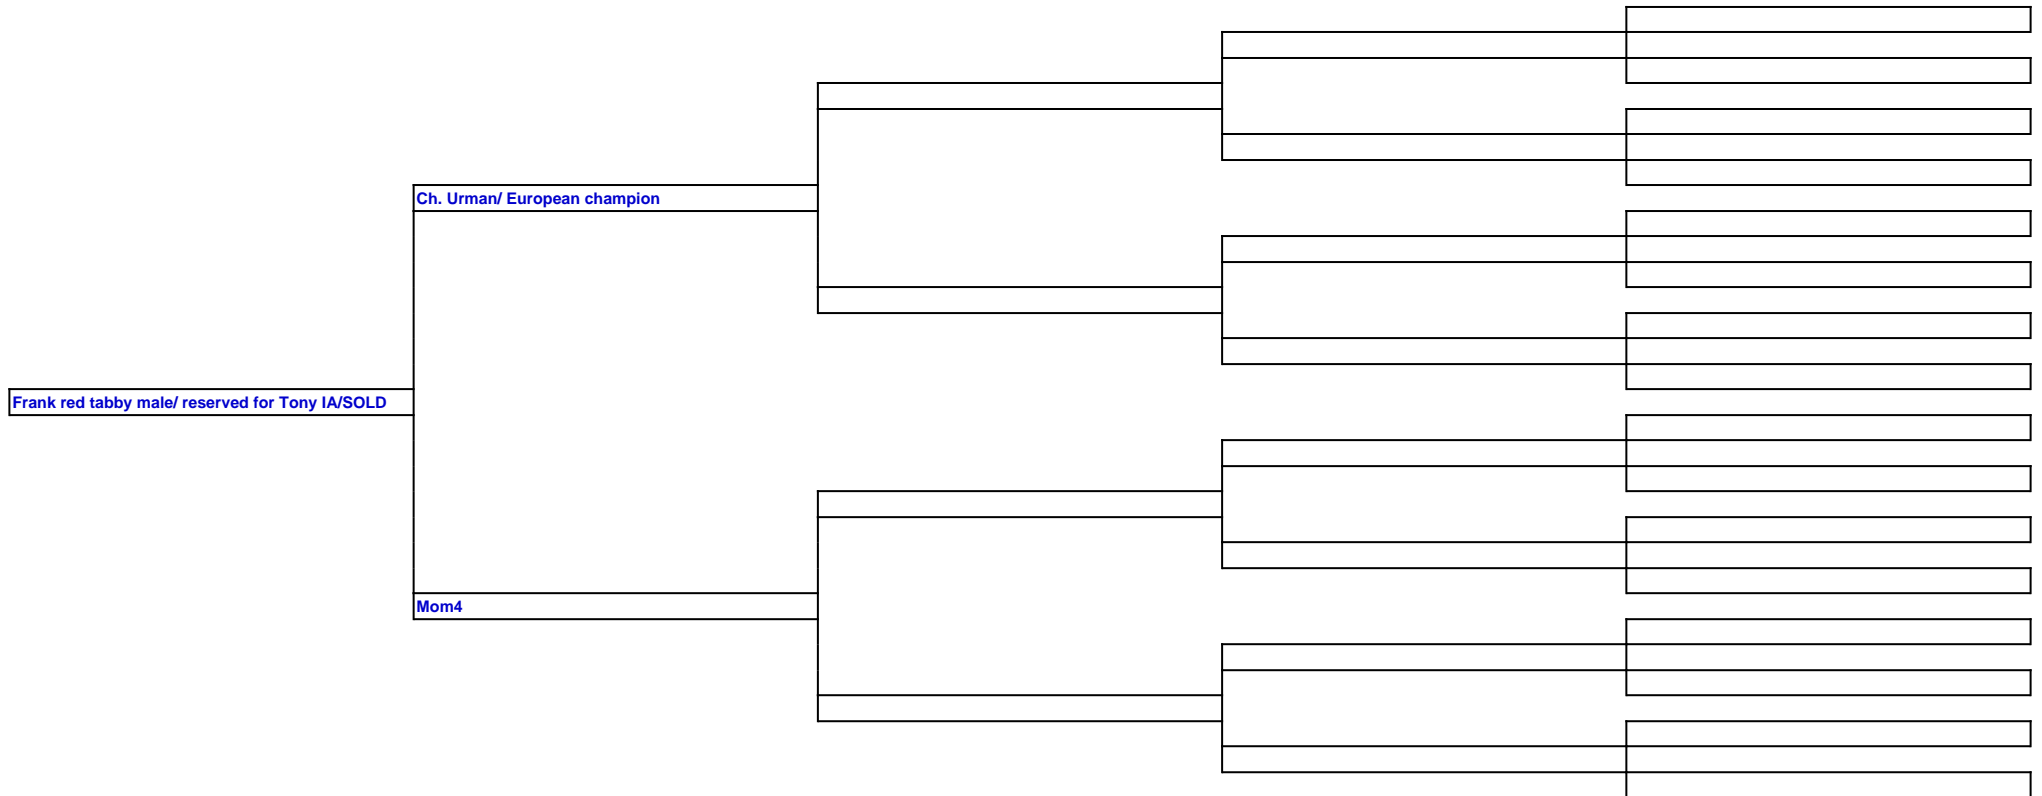 Ch. Urman/ European champion
Frank red tabby male/ reserved for Tony IA/SOLD
Mom4